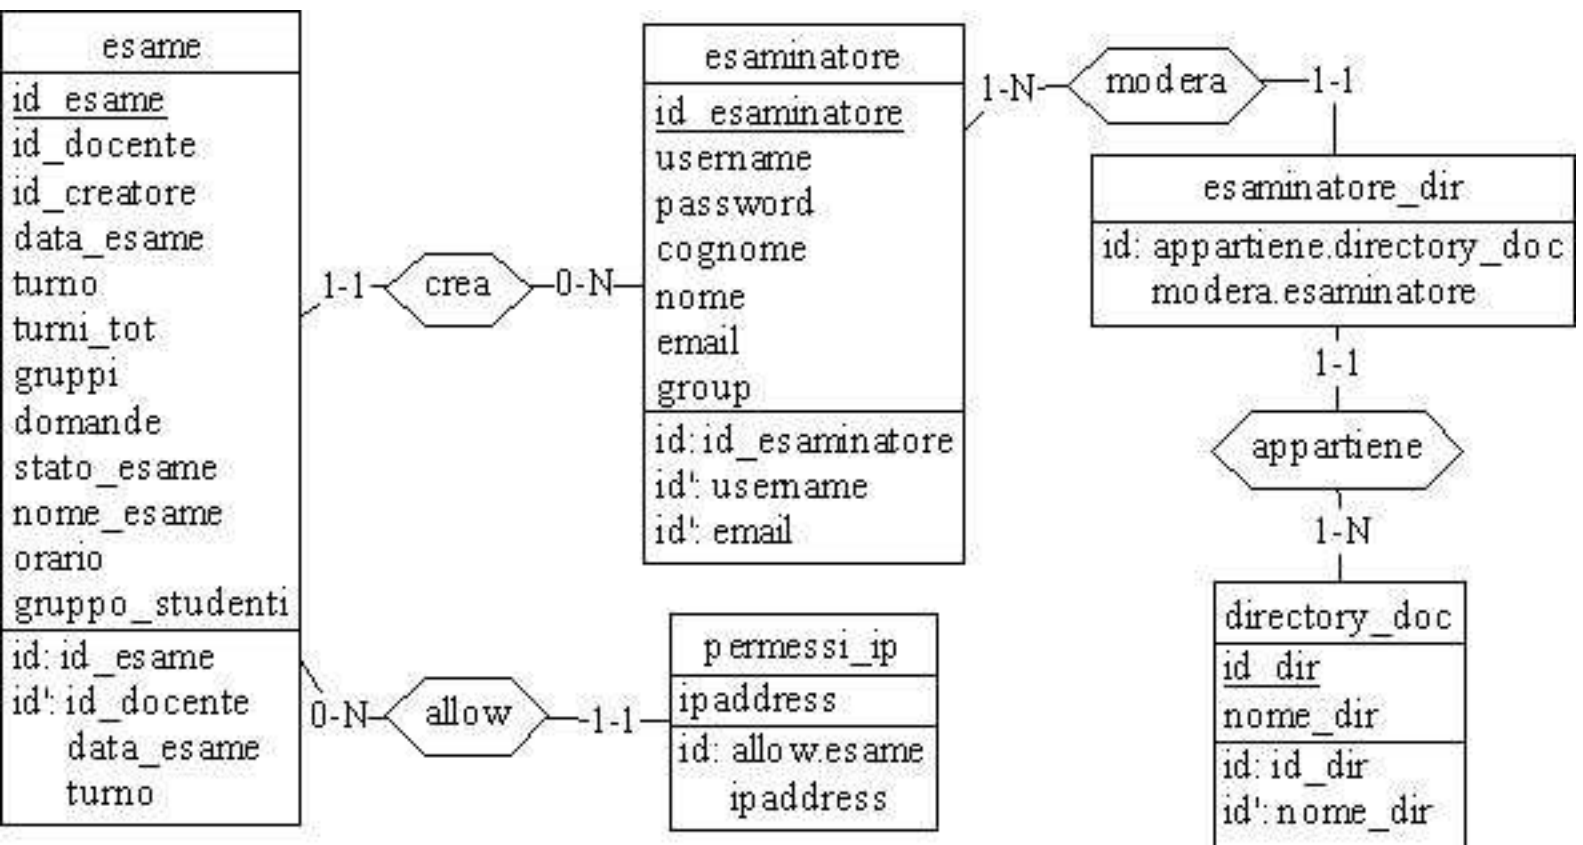 esame
id_esame
id_docente
id_creatore
data_esame
turno
turni_tot
gruppi
domande
stato_esame
nome_esame
orario
gruppo_studenti
id: id_esame
id': id_docente
data_esame
turno
1-1
crea
0-N
esaminatore
id_esaminatore
username
password
cognome
nome
email
group
id: id_esaminatore
id': username
id': email
1-N
modera
1-1
esaminatore_dir
id: appartiene.directory_doc
modera.esaminatore
1-1
appartiene
1-N
directory_doc
id_dir
nome_dir
id: id_dir
id': nome_dir
0-N
allow
1-1
permessi_ip
ipaddress
id: allow.esame
ipaddress